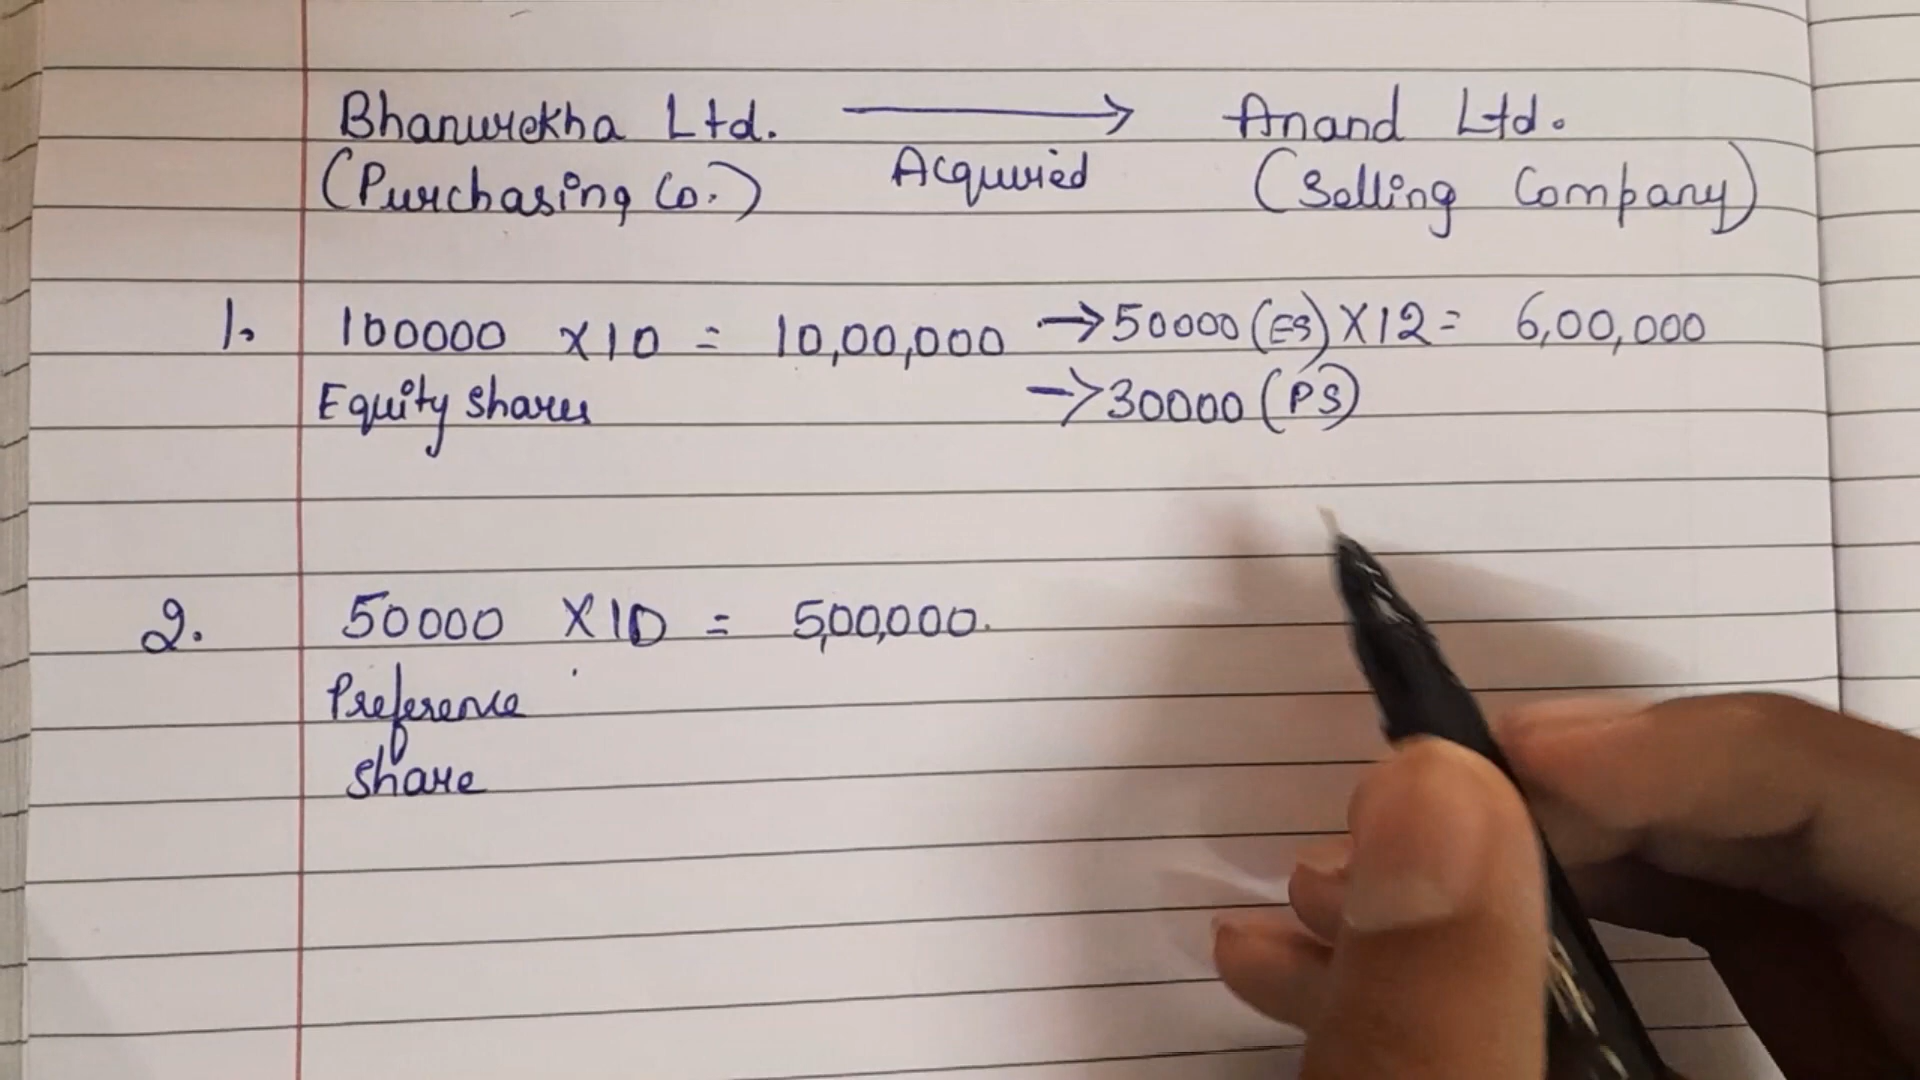 Bhanurekha Ltd. → Anand Ltd.
(Purchasing Co.) Acquired (Selling Company)
1. 100000 X10 = 10,00,000 →50000(ES)X12= 6,00,000
Equity shares →30000(PS)
2. 50000 X10 = 5,00,000.
Preference
share